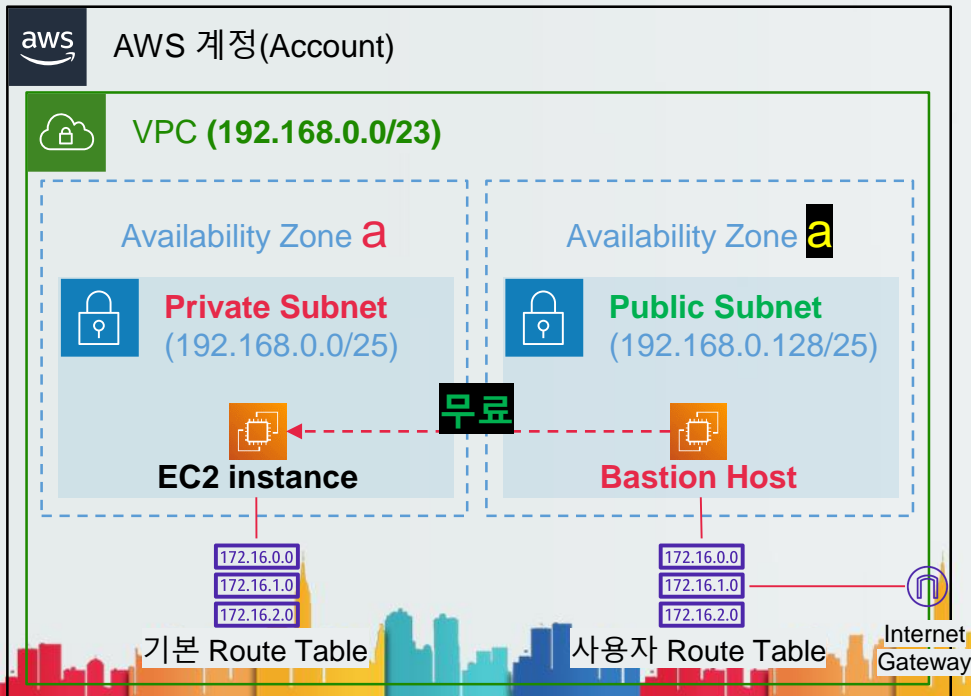 aws
AWS 계정(Account)
VPC (192.168.0.0/23)
Availability Zone a
Private Subnet
(192.168.0.0/25)
EC2 instance
Availability Zone a
Public Subnet
(192.168.0.128/25)
Bastion Host
무료
172.16.0.0
172.16.1.0
172.16.2.0
기본 Route Table
172.16.0.0
172.16.1.0
172.16.2.0
사용자 Route Table
Internet
Gateway